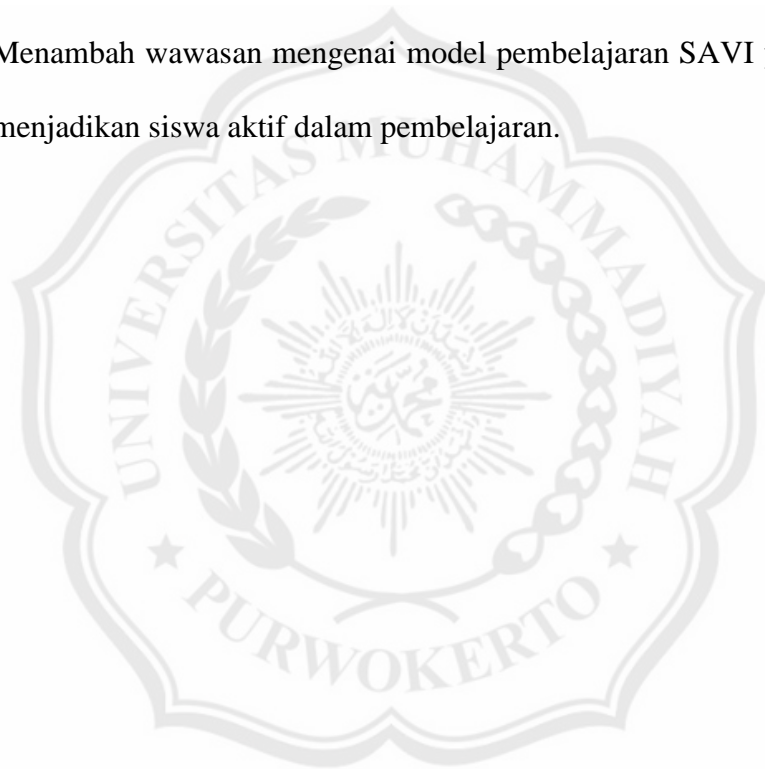 Menambah wawasan mengenai model pembelajaran SAVI
menjadikan siswa aktif dalam pembelajaran.
UNIVERSITAS MUHAMMADIYAH
PURWOKERTO